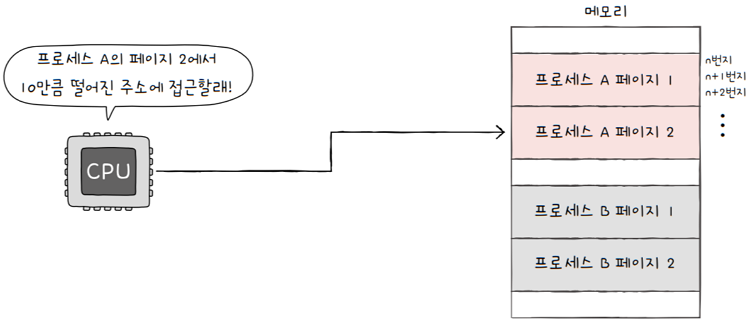 메모리
프로세스 A의 페이지 2에서
10만큼 떨어진 주소에 접근할래!
CPU
n번지
n+1번지
n+2번지
프로세스 A 페이지 1
프로세스 A 페이지 2
프로세스 B 페이지 1
프로세스 B 페이지 2